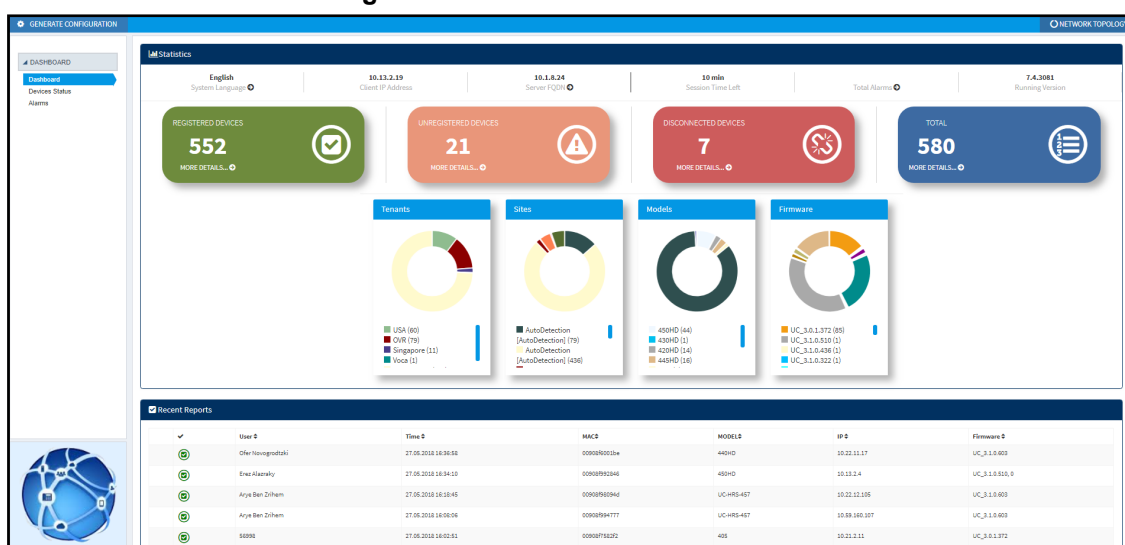 GENERATE CONFIGURATION
NETWORK TOPOLOG
DASHBOARD
Dashboard
Devices Status
Alarms
Statistics
English
System Language
10.13.2.19
Client IP Address
10.1.8.24
Server FQDN
10 min
Session Time Left
Total Alarms
7.4.3081
Running Version
REGISTERED DEVICES
552
MORE DETAILS...
UNREGISTERED DEVICES
21
MORE DETAILS...
DISCONNECTED DEVICES
7
MORE DETAILS...
TOTAL
580
MORE DETAILS...
1
2
3
Tenants
USA (60)
OVR (79)
Singapore (11)
Voca (1)
Sites
AutoDetection
[AutoDetection] (79)
AutoDetection
[AutoDetection] (436)
Models
450HD (44)
430HD (1)
420HD (14)
445HD (16)
Firmware
UC_3.0.1.372 (85)
UC_3.1.0.510 (1)
UC_3.1.0.436 (1)
UC_3.1.0.322 (1)
Recent Reports
User Time MAC MODEL IP Firmware
Ofer Novogrodtzki 27.05.2018 16:36:58 00908f6001be 440HD 10.22.11.17 UC_3.1.0.603
Erez Alazraky 27.05.2018 16:34:10 00908f992846 450HD 10.13.2.4 UC_3.1.0.510, 0
Arye Ben Zrihem 27.05.2018 16:18:45 00908f98094d UC-HRS-457 10.22.12.105 UC_3.1.0.603
Arye Ben Zrihem 27.05.2018 16:08:06 00908f994777 UC-HRS-457 10.59.160.107 UC_3.1.0.603
58998 27.05.2018 16:02:51 00908f7582f2 405 10.21.2.11 UC_3.1.0.372